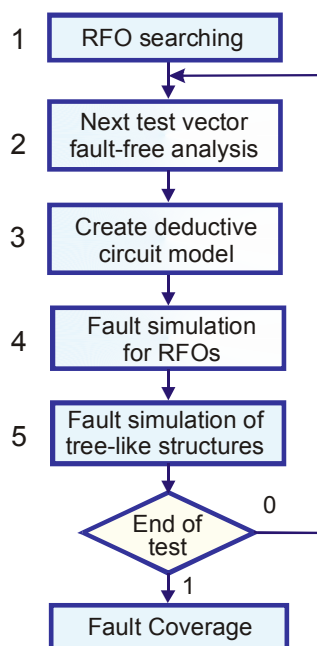 1
RFO searching
2
Next test vector
fault-free analysis
3
Create deductive
circuit model
4
Fault simulation
for RFOs
5
Fault simulation of
tree-like structures
End of
test
0
1
Fault Coverage